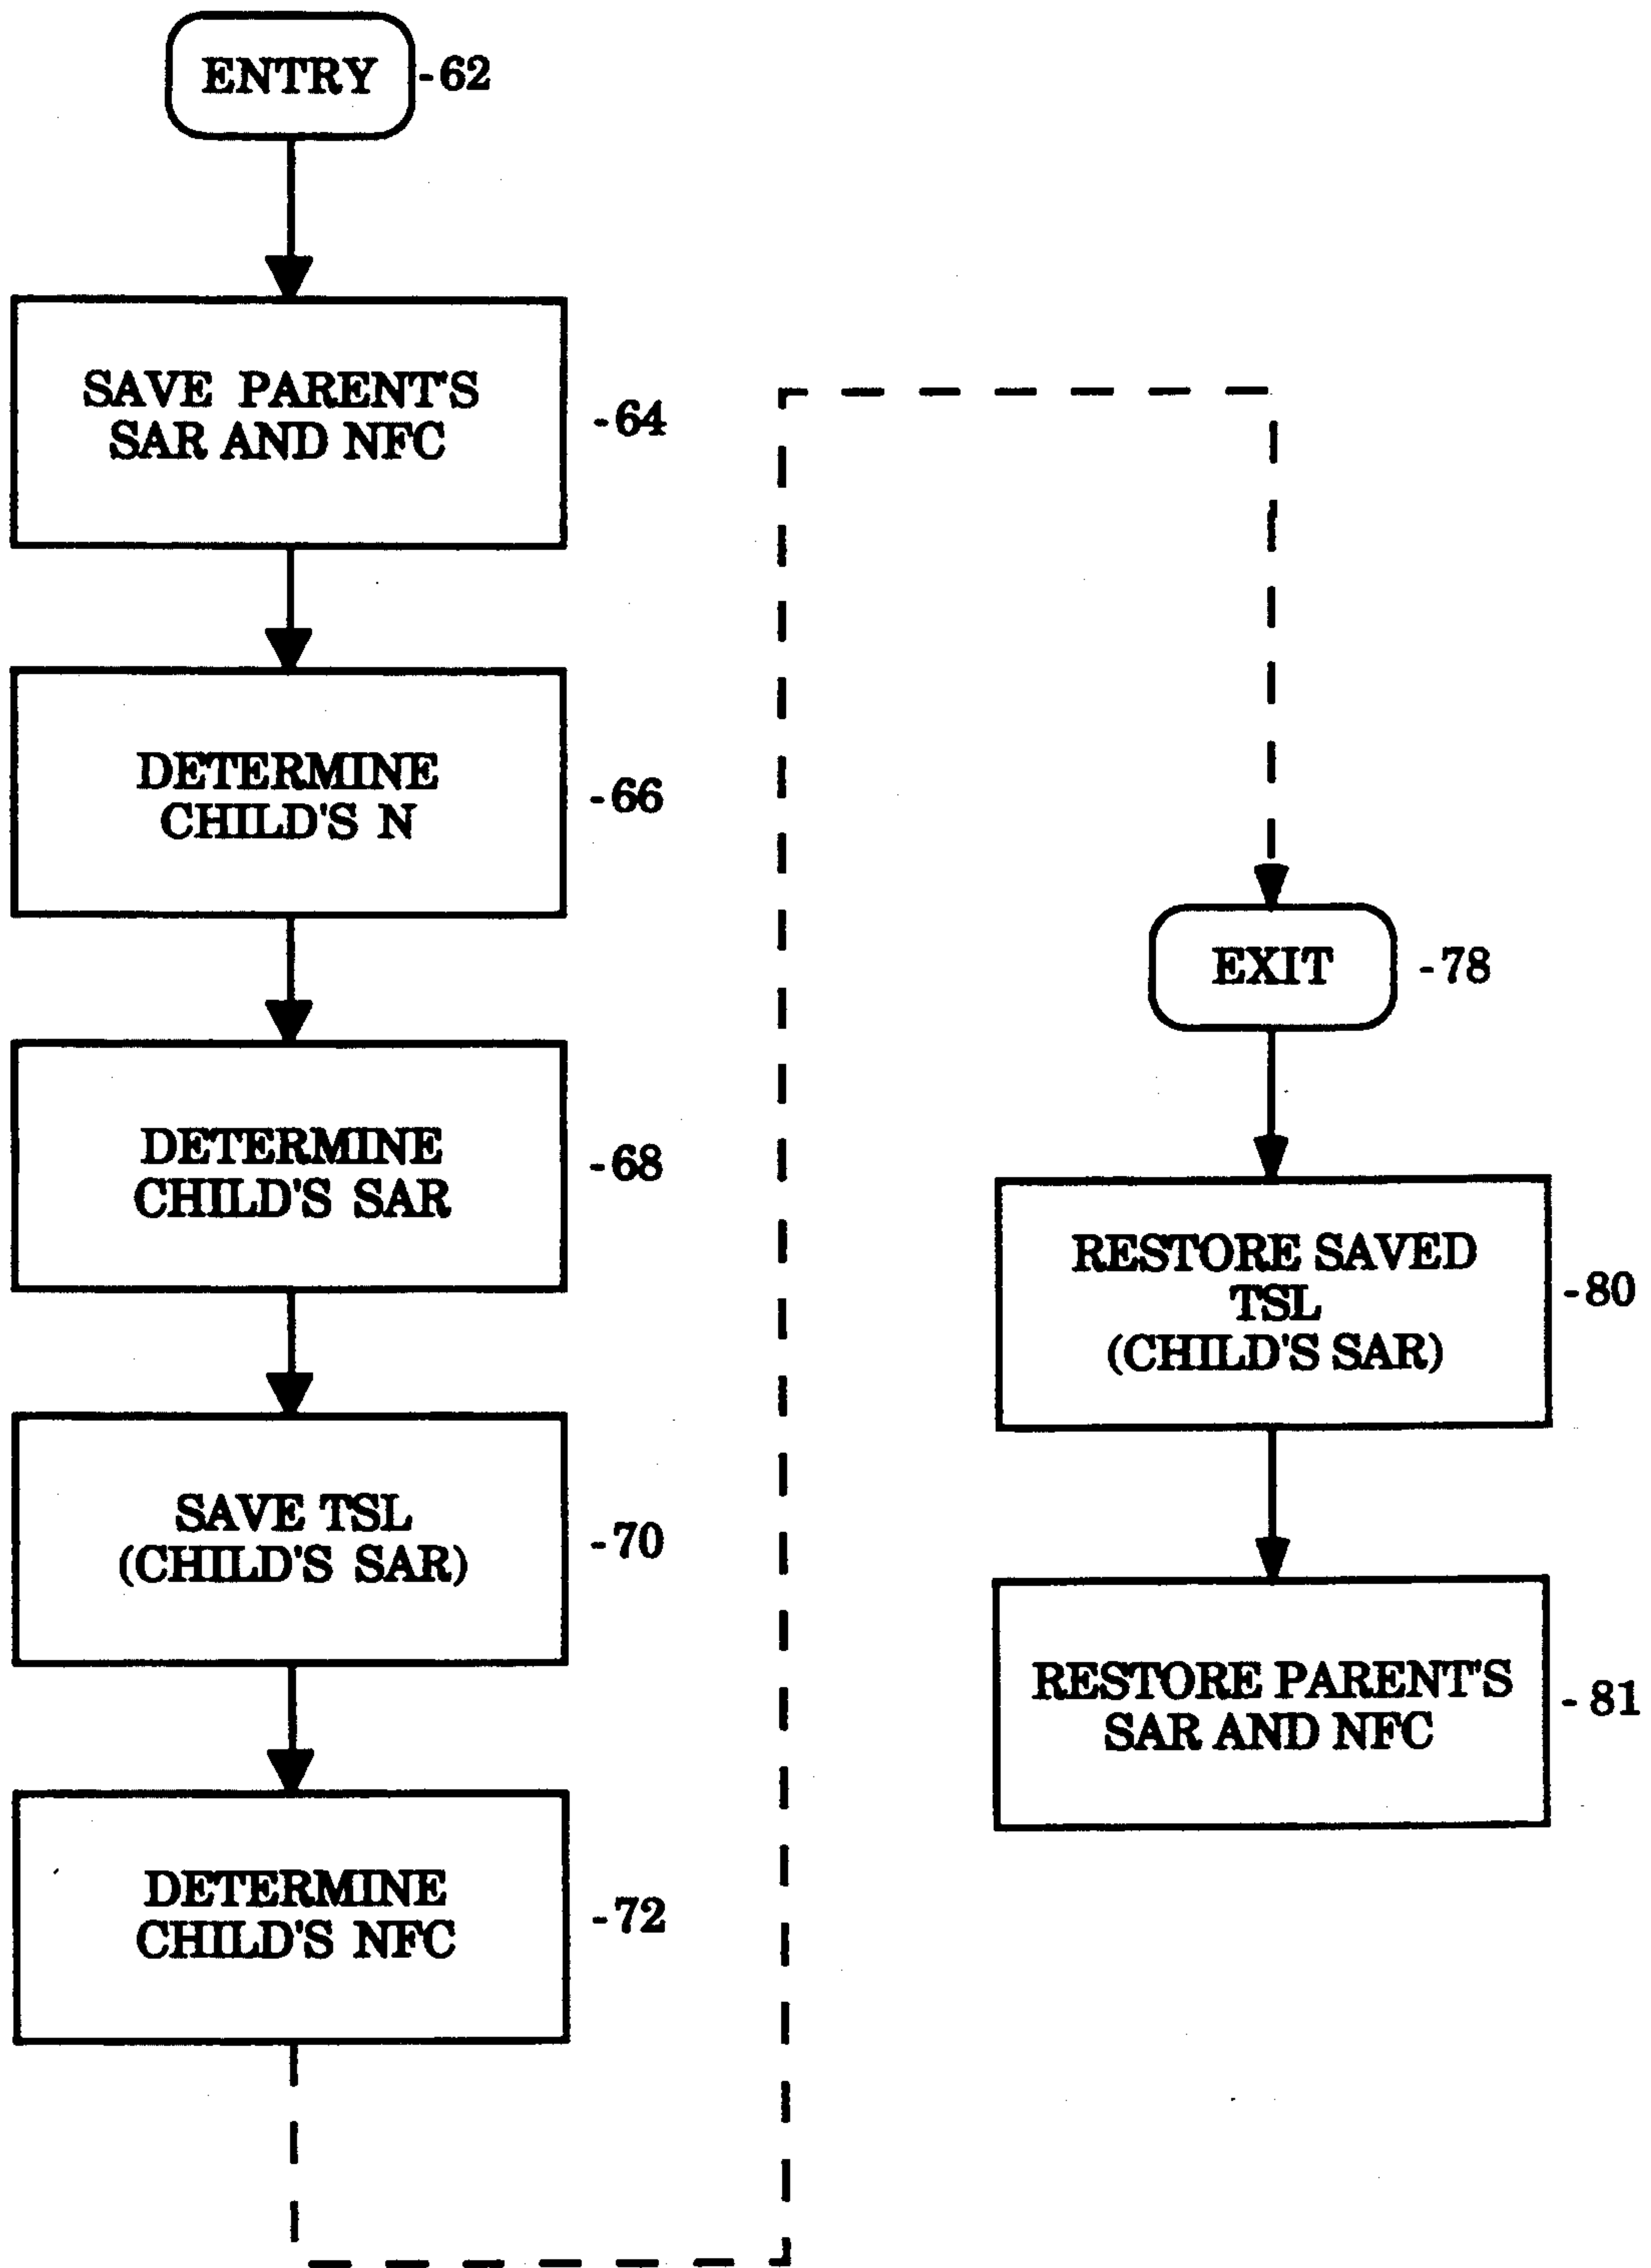 ENTRY -62
SAVE PARENT'S
SAR AND NFC
-64
DETERMINE
CHILD'S N
-66
DETERMINE
CHILD'S SAR
-68
SAVE TSL
(CHILD'S SAR)
-70
DETERMINE
CHILD'S NFC
-72
EXIT -78
RESTORE SAVED
TSL
(CHILD'S SAR)
-80
RESTORE PARENT'S
SAR AND NFC
-81